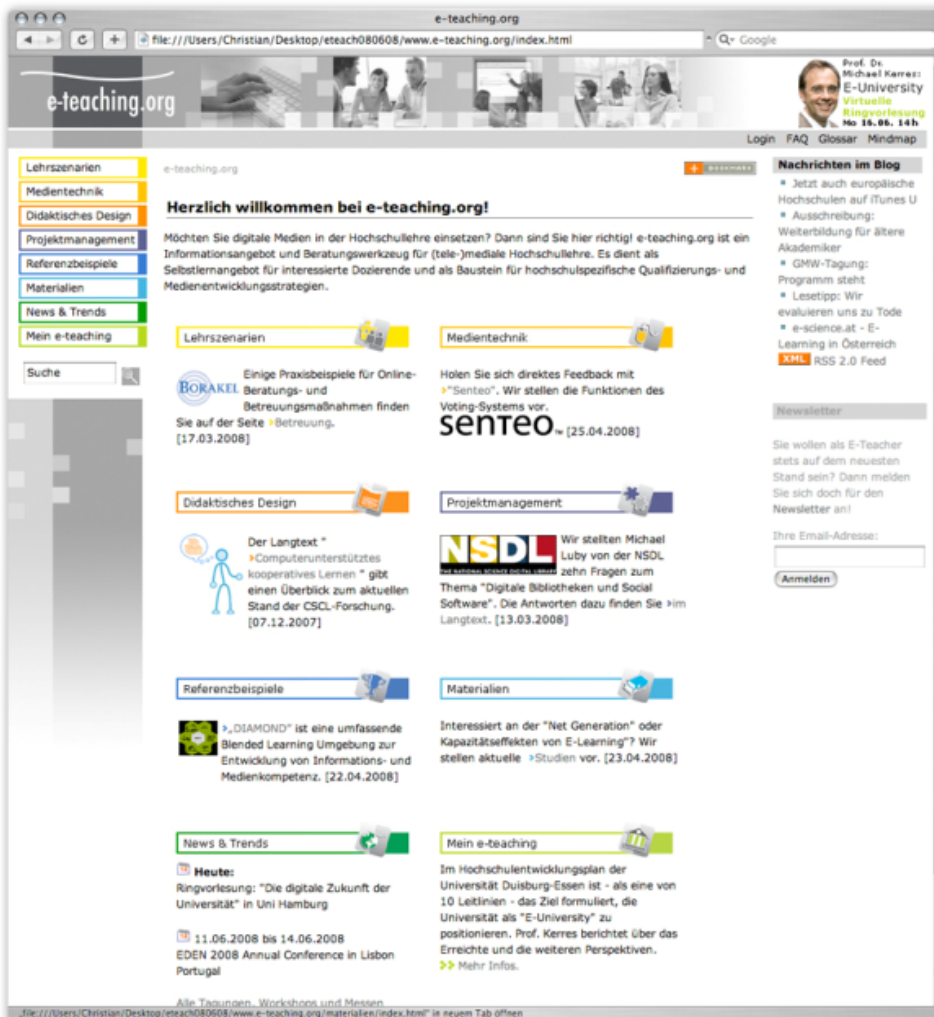 e-teaching.org
file:///Users/Christian/Desktop/eteach080608/www.e-teaching.org/index.html
Google
e-teaching.org
Prof. Dr.
Michael Kerres:
E-University
Virtuelle
Ringvorlesung
Mo 16.06. 14h
Login FAQ Glossar Mindmap
Lehrszenarien
Medientechnik
Didaktisches Design
Projektmanagement
Referenzbeispiele
Materialien
News & Trends
Mein e-teaching
Suche
e-teaching.org
BOOKMARK
Herzlich willkommen bei e-teaching.org!
Möchten Sie digitale Medien in der Hochschullehre einsetzen? Dann sind Sie hier richtig! e-teaching.org ist ein
Informationsangebot und Beratungswerkzeug für (tele-)mediale Hochschullehre. Es dient als
Selbstlernangebot für interessierte Dozierende und als Baustein für hochschulspezifische Qualifizierungs- und
Medienentwicklungsstrategien.
Lehrszenarien
BORAKEL
Einige Praxisbeispiele für Online-
Beratungs- und
Betreuungsmaßnahmen finden
Sie auf der Seite Betreuung.
[17.03.2008]
Medientechnik
Holen Sie sich direktes Feedback mit
"Senteo". Wir stellen die Funktionen des
Voting-Systems vor.
senteo™ [25.04.2008]
Didaktisches Design
Der Langtext "
Computerunterstütztes
kooperatives Lernen " gibt
einen Überblick zum aktuellen
Stand der CSCL-Forschung.
[07.12.2007]
Projektmanagement
NSDL
THE NATIONAL SCIENCE DIGITAL LIBRARY
Wir stellten Michael
Luby von der NSDL
zehn Fragen zum
Thema "Digitale Bibliotheken und Social
Software". Die Antworten dazu finden Sie im
Langtext. [13.03.2008]
Referenzbeispiele
„DIAMOND" ist eine umfassende
Blended Learning Umgebung zur
Entwicklung von Informations- und
Medienkompetenz. [22.04.2008]
Materialien
Interessiert an der "Net Generation" oder
Kapazitätseffekten von E-Learning"? Wir
stellen aktuelle Studien vor. [23.04.2008]
News & Trends
Heute:
Ringvorlesung: "Die digitale Zukunft der
Universität" in Uni Hamburg
11.06.2008 bis 14.06.2008
EDEN 2008 Annual Conference in Lisbon
Portugal
Alle Tagungen, Workshops und Messen
Mein e-teaching
Im Hochschulentwicklungsplan der
Universität Duisburg-Essen ist - als eine von
10 Leitlinien - das Ziel formuliert, die
Universität als "E-University" zu
positionieren. Prof. Kerres berichtet über das
Erreichte und die weiteren Perspektiven.
Mehr Infos.
Nachrichten im Blog
Jetzt auch europäische
Hochschulen auf iTunes U
Ausschreibung:
Weiterbildung für ältere
Akademiker
GMW-Tagung:
Programm steht
Lesetipp: Wir
evaluieren uns zu Tode
e-science.at - E-
Learning in Österreich
XML RSS 2.0 Feed
Newsletter
Sie wollen als E-Teacher
stets auf dem neuesten
Stand sein? Dann melden
Sie sich doch für den
Newsletter an!
Ihre Email-Adresse:
Anmelden
„file:///Users/Christian/Desktop/eteach080608/www.e-teaching.org/materialien/index.html" in neuem Tab öffnen